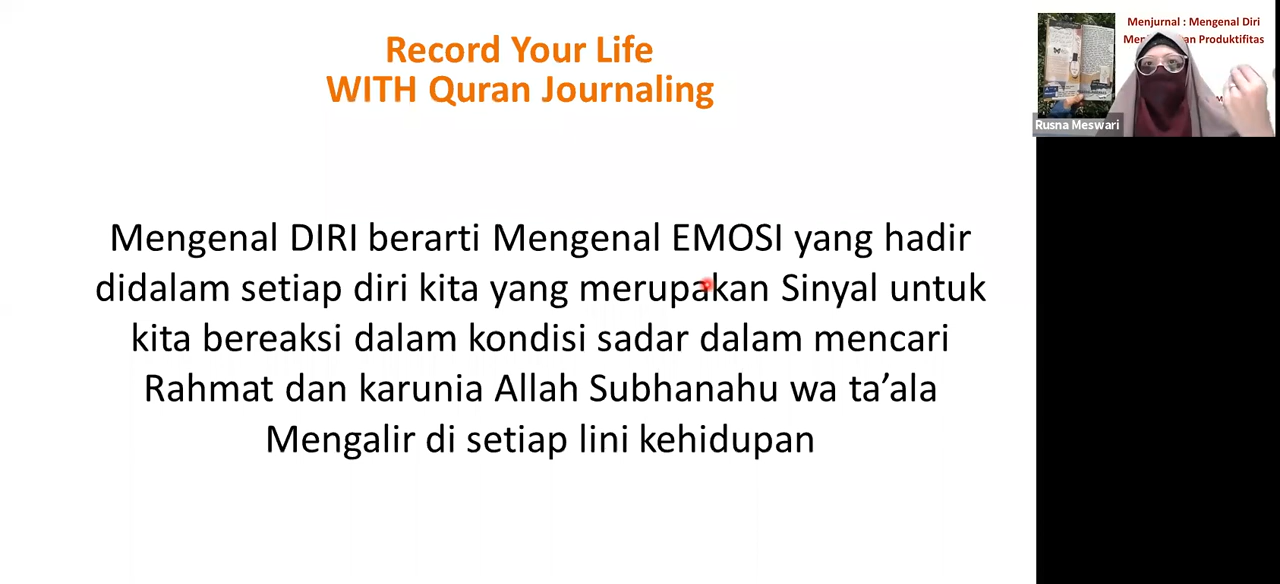 Record Your Life
WITH Quran Journaling
Mengenal DIRI berarti Mengenal EMOSI yang hadir
didalam setiap diri kita yang merupakan Sinyal untuk
kita bereaksi dalam kondisi sadar dalam mencari
Rahmat dan karunia Allah Subhanahu wa ta’ala
Mengalir di setiap lini kehidupan
Menjurnal : Mengenal Diri
Produktifitas
Rusna Meswari